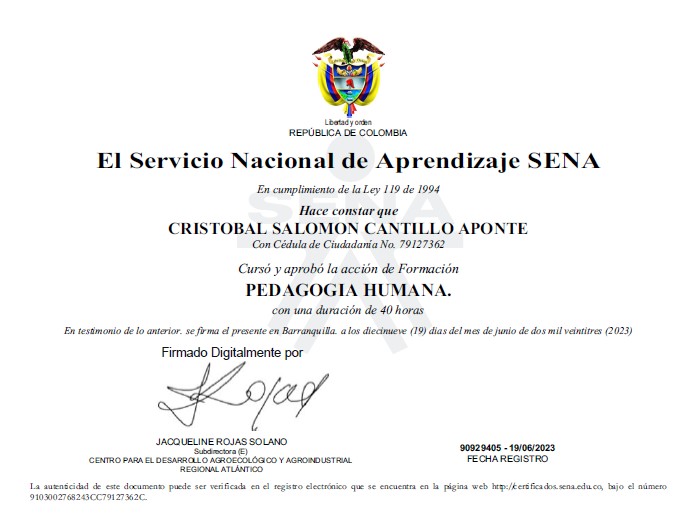 Libertad y orden
REPÚBLICA DE COLOMBIA
El Servicio Nacional de Aprendizaje SENA
SENA
En cumplimiento de la Ley 119 de 1994
Hace constar que
CRISTOBAL SALOMON CANTILLO APONTE
Con Cédula de Ciudadanía No. 79127362
Cursó y aprobó la acción de Formación
PEDAGOGIA HUMANA.
con una duración de 40 horas
En testimonio de lo anterior. se firma el presente en Barranquilla. a los diecinueve (19) dias del mes de junio de dos mil veintitres (2023)
Firmado Digitalmente por
JACQUELINE ROJAS SOLANO
Subdirectora (E)
CENTRO PARA EL DESARROLLO AGROECOLÓGICO Y AGROINDUSTRIAL
REGIONAL ATLÁNTICO
90929405 - 19/06/2023
FECHA REGISTRO
La autenticidad de este documento puede ser verificada en el registro electrónico que se encuentra en la página web http://certificados.sena.edu.co, bajo el número
9103002768243CC79127362C.